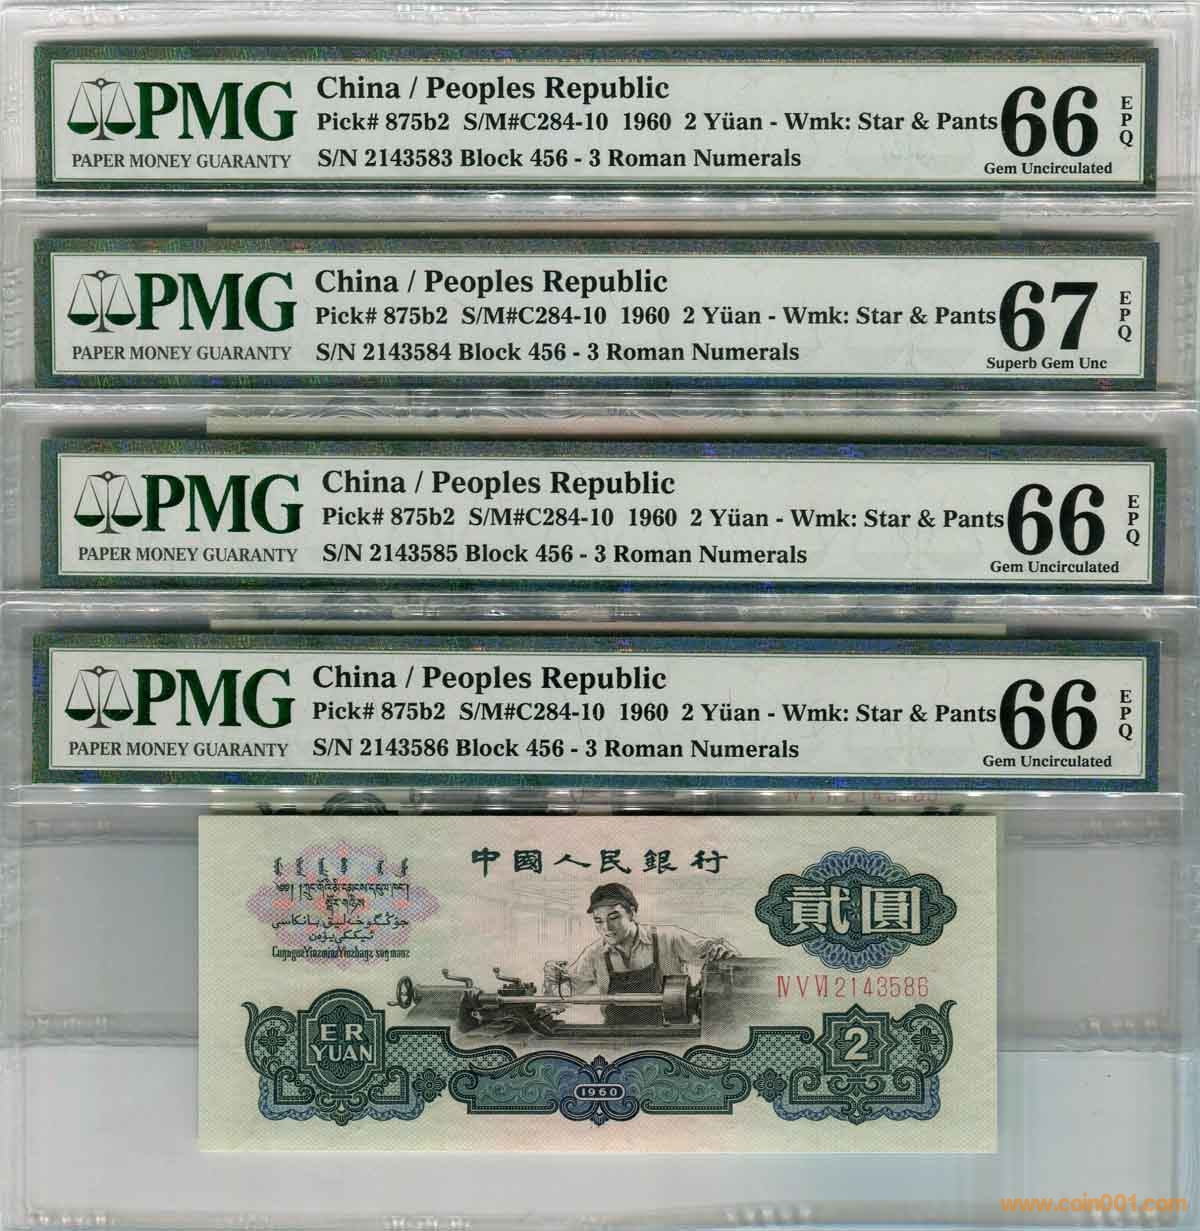 PMG
PAPER MONEY GUARANTY
China / Peoples Republic
Pick# 875b2 S/M#C284-10 1960 2 Yüan - Wmk: Star & Pants
S/N 2143583 Block 456 - 3 Roman Numerals
66
EPQ
Gem Uncirculated
PMG
PAPER MONEY GUARANTY
China / Peoples Republic
Pick# 875b2 S/M#C284-10 1960 2 Yüan - Wmk: Star & Pants
S/N 2143584 Block 456 - 3 Roman Numerals
67
EPQ
Superb Gem Unc
PMG
PAPER MONEY GUARANTY
China / Peoples Republic
Pick# 875b2 S/M#C284-10 1960 2 Yüan - Wmk: Star & Pants
S/N 2143585 Block 456 - 3 Roman Numerals
66
EPQ
Gem Uncirculated
PMG
PAPER MONEY GUARANTY
China / Peoples Republic
Pick# 875b2 S/M#C284-10 1960 2 Yüan - Wmk: Star & Pants
S/N 2143586 Block 456 - 3 Roman Numerals
66
EPQ
Gem Uncirculated
中國人民銀行
貳圓
Ⅳ Ⅴ Ⅵ 2143586
ER
YUAN
2
1960
www.coin001.com